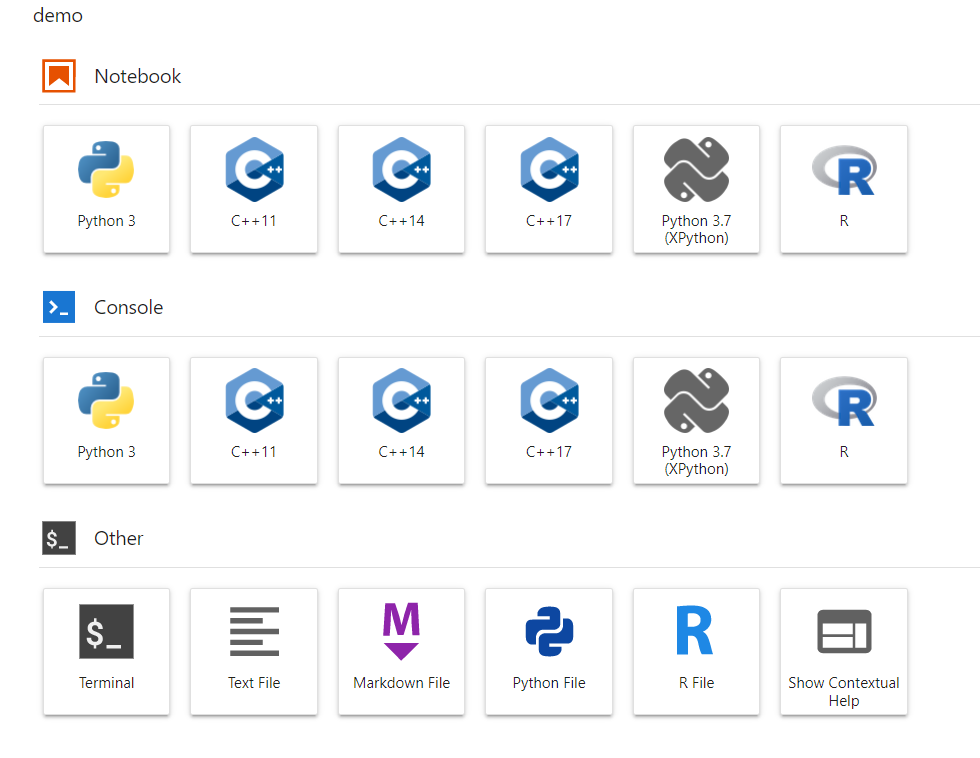 demo
Notebook
Python 3
C++11
C++14
C++17
Python 3.7
(XPython)
R
Console
Python 3
C++11
C++14
C++17
Python 3.7
(XPython)
R
$_ Other
$_
Terminal
Text File
M
Markdown File
Python File
R
R File
Show Contextual
Help